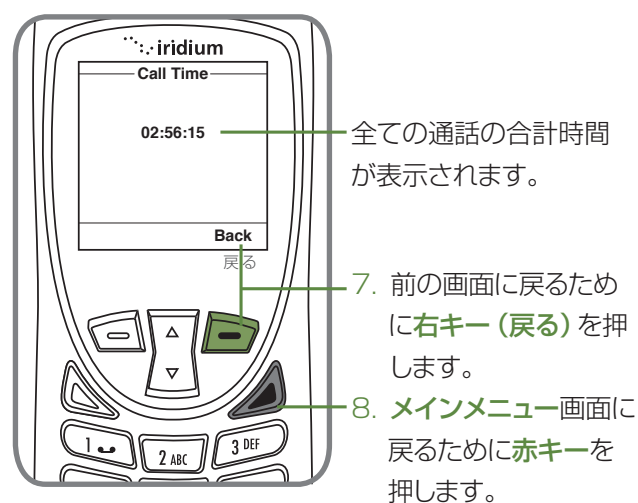 iridium
Call Time
02:56:15
全ての通話の合計時間
が表示されます。
Back
戻る
7. 前の画面に戻るため
に右キー（戻る）を押
します。
8. メインメニュー画面に
戻るために赤キーを
押します。
1
2 ABC
3 DEF